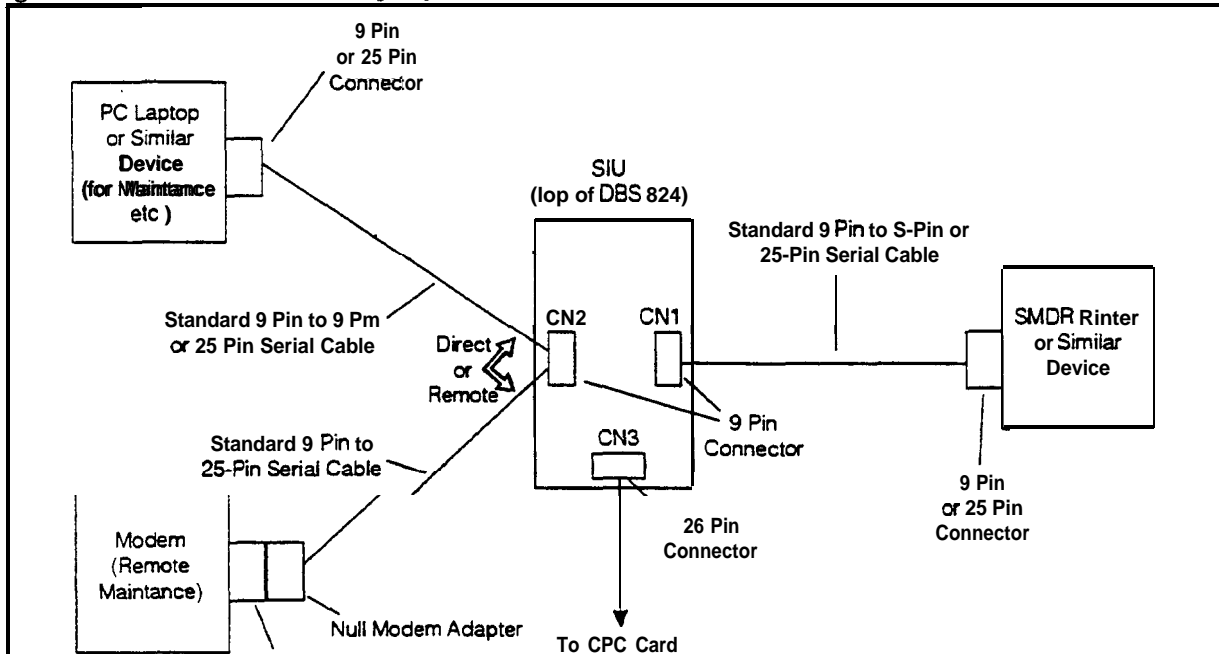 9 Pin
or 25 Pin
Connector
PC Laptop
or Similar
Device
(for
etc )
SIU
(lop of DBS 824)
Standard 9 Pin to S-Pin or
25-Pin Serial Cable
SMDR Rinter
or Similar
Device
Standard 9 Pin to 9 Pm
or 25 Pin Serial Cable
Direct
or
Remote
CN2
CN1
9 Pin
Connector
CN3
Standard 9 Pin to
25-Pin Serial Cable
9 Pin
or 25 Pin
Connector
26 Pin
Connector
Modem
(Remote
Maintance)
Null Modem Adapter
To CPC Card